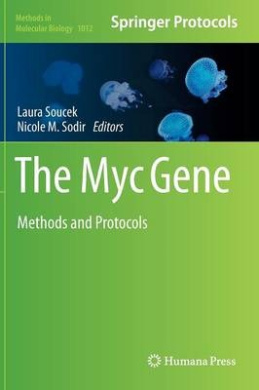 Methods in
Molecular Biology 1012
Springer Protocols
Laura Soucek
Nicole M. Sodir Editors
The Myc Gene
Methods and Protocols
Humana Press